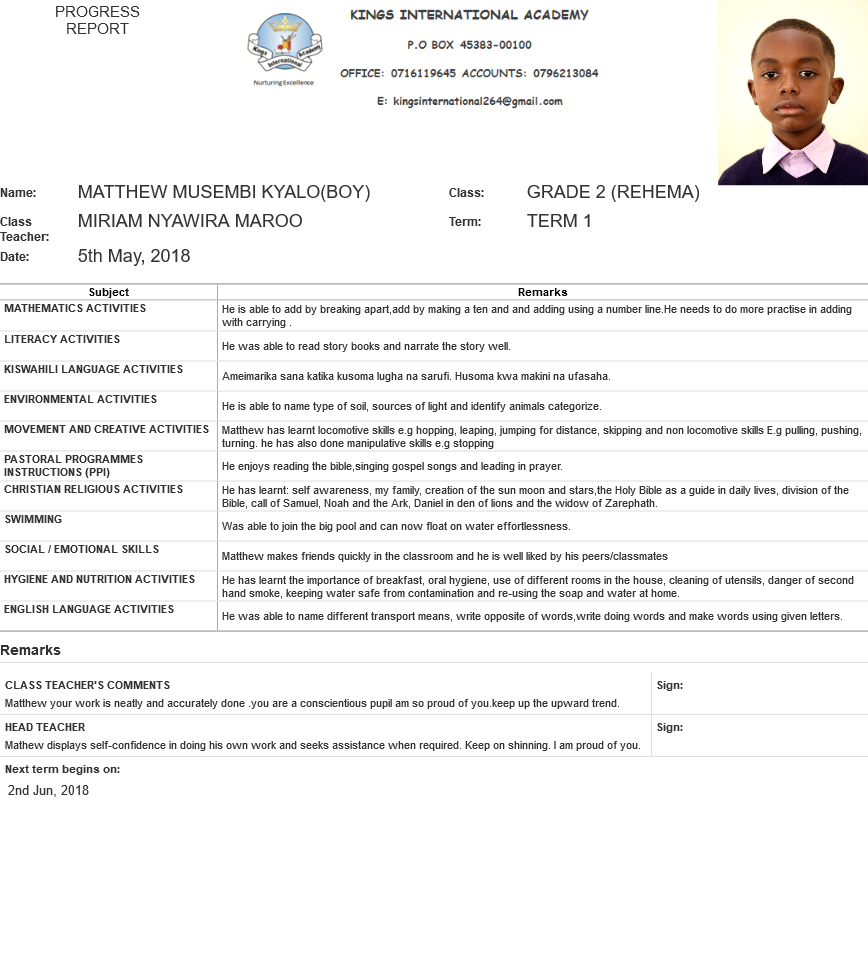 PROGRESS
REPORT
Kings Academy
International
Nurturing Excellence
KINGS INTERNATIONAL ACADEMY
P.O BOX 45383-00100
OFFICE: 0716119645 ACCOUNTS: 0796213084
E: kingsinternational264@gmail.com
Name: MATTHEW MUSEMBI KYALO(BOY) Class: GRADE 2 (REHEMA)
Class Teacher: MIRIAM NYAWIRA MAROO Term: TERM 1
Date: 5th May, 2018
Subject Remarks
MATHEMATICS ACTIVITIES He is able to add by breaking apart,add by making a ten and and adding using a number line.He needs to do more practise in adding
with carrying .
LITERACY ACTIVITIES He was able to read story books and narrate the story well.
KISWAHILI LANGUAGE ACTIVITIES Ameimarika sana katika kusoma lugha na sarufi. Husoma kwa makini na ufasaha.
ENVIRONMENTAL ACTIVITIES He is able to name type of soil, sources of light and identify animals categorize.
MOVEMENT AND CREATIVE ACTIVITIES Matthew has learnt locomotive skills e.g hopping, leaping, jumping for distance, skipping and non locomotive skills E.g pulling, pushing,
turning. he has also done manipulative skills e.g stopping
PASTORAL PROGRAMMES
INSTRUCTIONS (PPI) He enjoys reading the bible,singing gospel songs and leading in prayer.
CHRISTIAN RELIGIOUS ACTIVITIES He has learnt: self awareness, my family, creation of the sun moon and stars,the Holy Bible as a guide in daily lives, division of the
Bible, call of Samuel, Noah and the Ark, Daniel in den of lions and the widow of Zarephath.
SWIMMING Was able to join the big pool and can now float on water effortlessness.
SOCIAL / EMOTIONAL SKILLS Matthew makes friends quickly in the classroom and he is well liked by his peers/classmates
HYGIENE AND NUTRITION ACTIVITIES He has learnt the importance of breakfast, oral hygiene, use of different rooms in the house, cleaning of utensils, danger of second
hand smoke, keeping water safe from contamination and re-using the soap and water at home.
ENGLISH LANGUAGE ACTIVITIES He was able to name different transport means, write opposite of words,write doing words and make words using given letters.
Remarks
CLASS TEACHER'S COMMENTS Sign:
Matthew your work is neatly and accurately done .you are a conscientious pupil am so proud of you.keep up the upward trend.
HEAD TEACHER Sign:
Mathew displays self-confidence in doing his own work and seeks assistance when required. Keep on shinning. I am proud of you.
Next term begins on:
2nd Jun, 2018